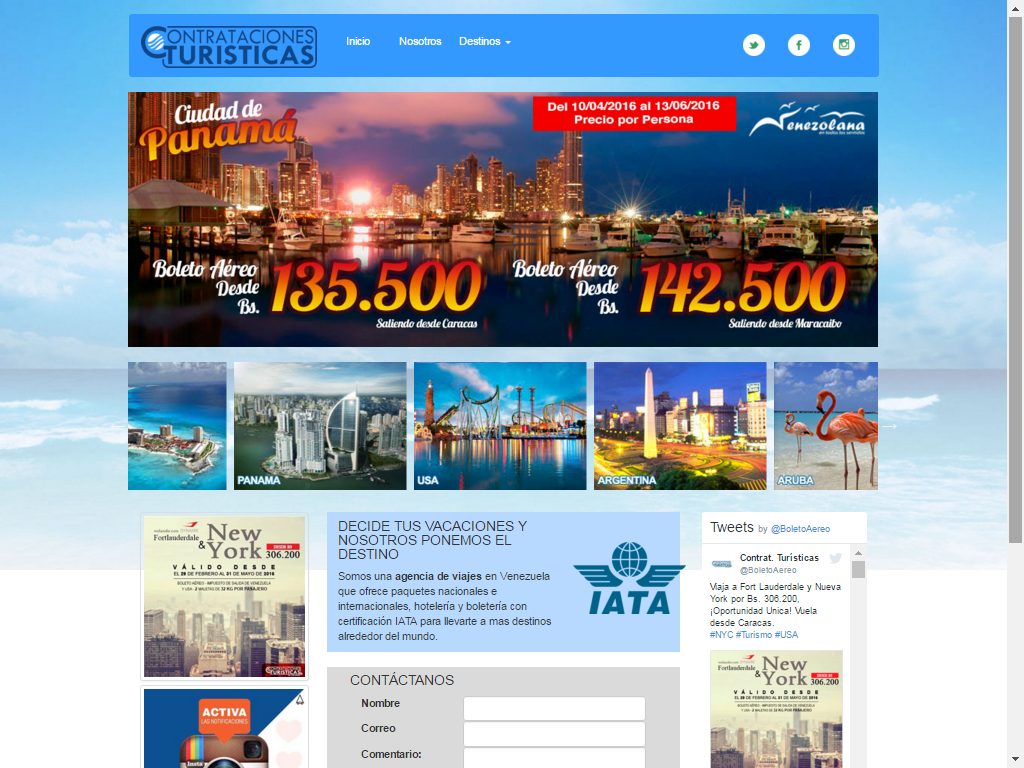 CONTRATACIONES
TURISTICAS
Inicio
Nosotros
Destinos
Ciudad de
Panamá
Del 10/04/2016 al 13/06/2016
Precio por Persona
Venezolana
Boleto Aéreo
Desde
Bs.
135.500
Saliendo desde Caracas
Boleto Aéreo
Desde
Bs.
142.500
Saliendo desde Maracaibo
PANAMA
USA
ARGENTINA
ARUBA
→
Fortlauderdale
&
New
York
306.200
VÁLIDO DESDE
EL 29 DE FEBRERO AL 31 DE MAYO DE 2016
BOLETO AÉREO - IMPUESTO DE SALIDA DE VENEZUELA
Y USA - 2 MALETAS DE 32 KG POR PASAJERO
CONTRATACIONES
TURISTICAS
ACTIVA
LAS NOTIFICACIONES
DECIDE TUS VACACIONES Y
NOSOTROS PONEMOS EL
DESTINO
Somos una agencia de viajes en Venezuela
que ofrece paquetes nacionales e
internacionales, hotelería y boletería con
certificación IATA para llevarte a mas destinos
alrededor del mundo.
IATA
CONTÁCTANOS
Nombre
Correo
Comentario:
Tweets by @BoletoAereo
Contrat. Turísticas
@BoletoAereo
Viaja a Fort Lauderdale y Nueva
York por Bs. 306.200,
¡Oportunidad Unica! Vuela
desde Caracas.
#NYC #Turismo #USA
Fortlauderdale
&
New
York
306.200
VÁLIDO DESDE
EL 29 DE FEBRERO AL 31 DE MAYO DE 2016